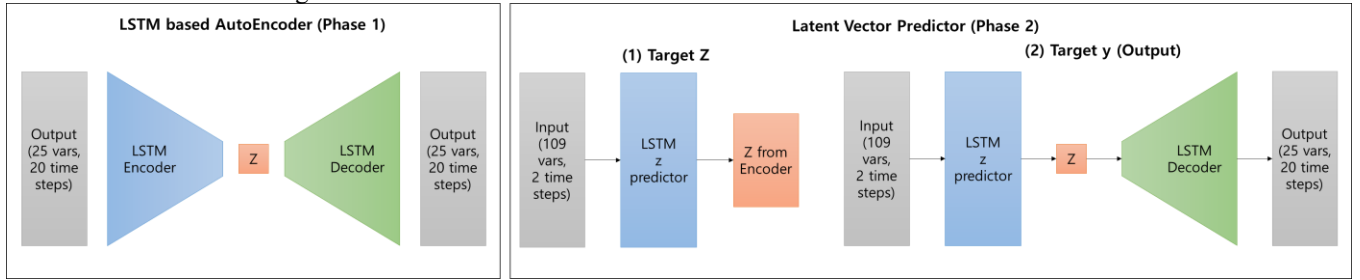 LSTM based AutoEncoder (Phase 1)
Output
(25 vars,
20 time
steps)
LSTM
Encoder
Z
LSTM
Decoder
Output
(25 vars,
20 time
steps)
Latent Vector Predictor (Phase 2)
(1) Target Z
Input
(109
vars,
2 time
steps)
LSTM
z
predictor
Z from
Encoder
(2) Target y (Output)
Input
(109
vars,
2 time
steps)
LSTM
z
predictor
Z
LSTM
Decoder
Output
(25 vars,
20 time
steps)